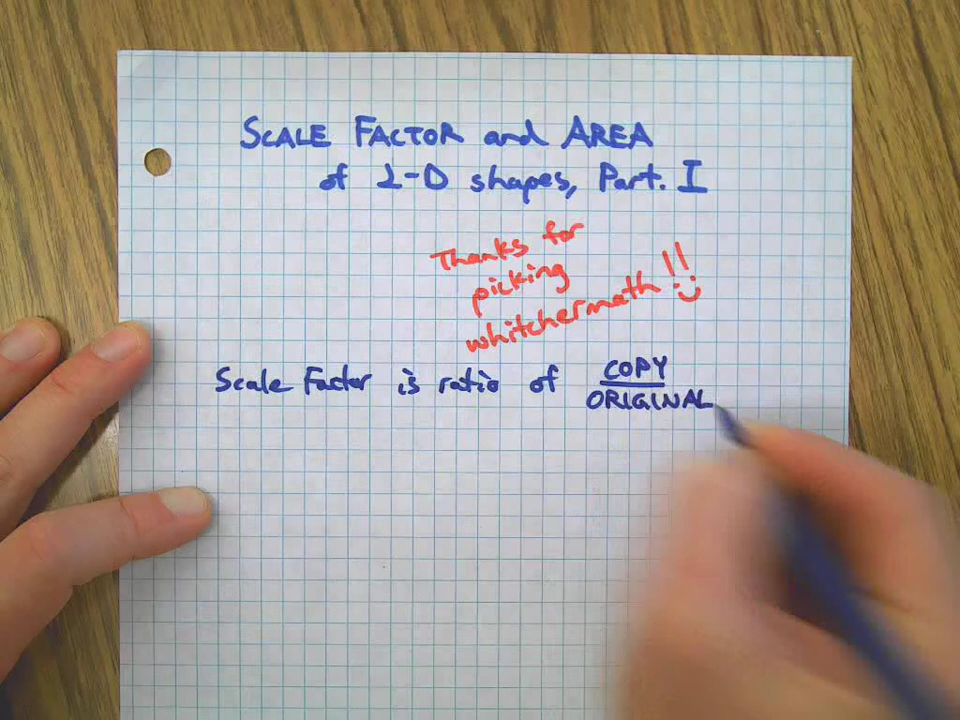 SCALE FACTOR and AREA
of 2-D shapes, Part. I
Thanks for
picking
whitchermath!!
Scale Factor is ratio of COPY
ORIGINAL